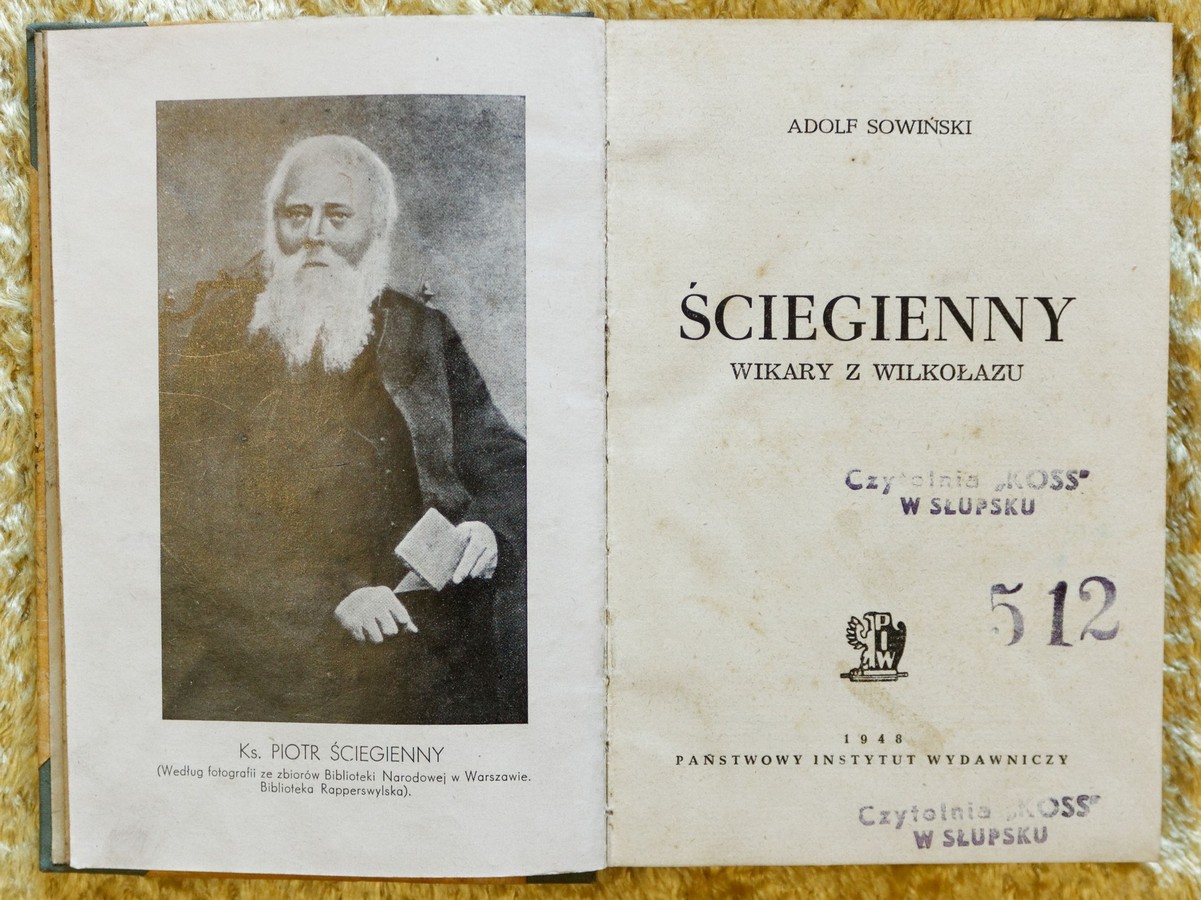 Ks. PIOTR ŚCIEGIENNY
(Według fotografii ze zbiorów Biblioteki Narodowej w Warszawie.
Biblioteka Rapperswylska).
ADOLF SOWIŃSKI
ŚCIEGIENNY
WIKARY Z WILKOŁAZU
Czytelnia „KOSS”
W SŁUPSKU
512
PIW
1948
PAŃSTWOWY INSTYTUT WYDAWNICZY
Czytelnia „KOSS”
W SŁUPSKU